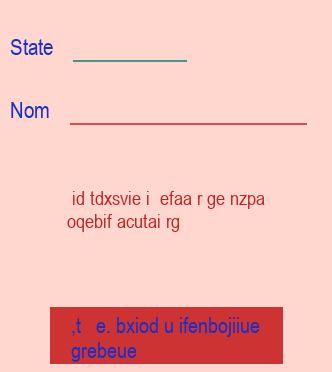 State
Nom
id tdxsvie i efaa r ge nzpa
oqebif acutai rg
,t e. bxiod u ifenbojiiue
grebeue